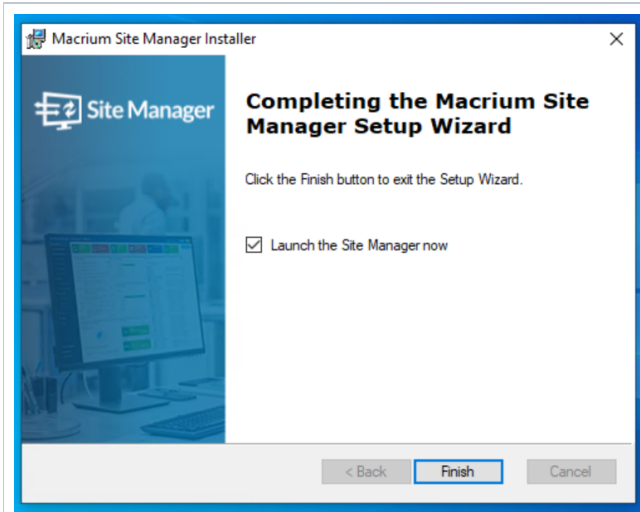 Macrium Site Manager Installer
Site Manager
Completing the Macrium Site
Manager Setup Wizard
Click the Finish button to exit the Setup Wizard.
Launch the Site Manager now
< Back
Finish
Cancel